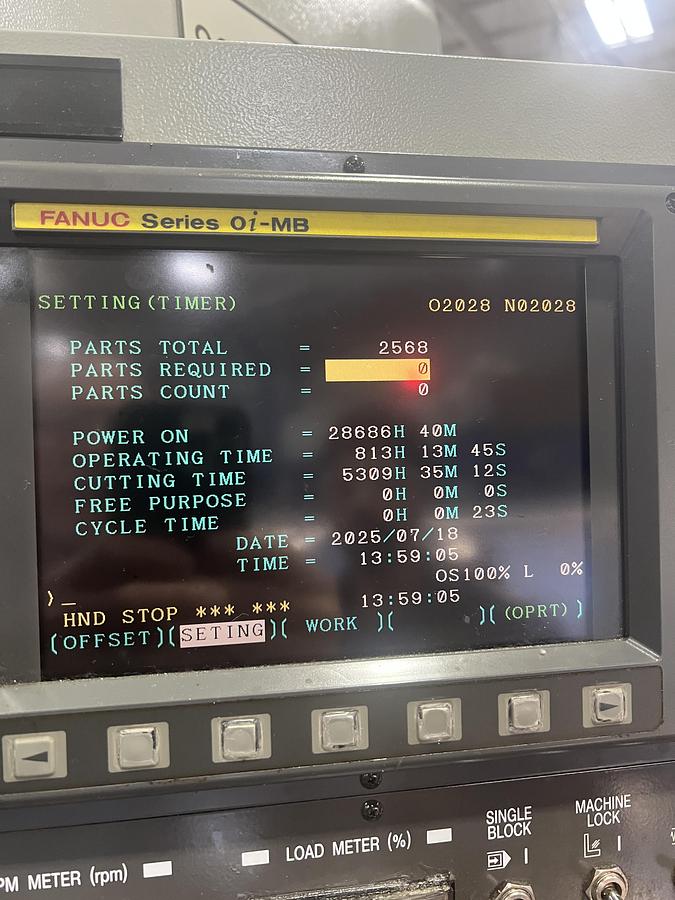 FANUC Series 0i-MB
SETTING(TIMER) O2028 N02028
PARTS TOTAL = 2568
PARTS REQUIRED = 0
PARTS COUNT = 0
POWER ON = 28686H 40M
OPERATING TIME = 813H 13M 45S
CUTTING TIME = 5309H 35M 12S
FREE PURPOSE = 0H 0M 0S
CYCLE TIME = 0H 0M 23S
DATE = 2025/07/18
TIME = 13:59:05
OS100% L 0%
>_
HND STOP *** *** 13:59:05
(OFFSET)(SETING)( WORK )( )((OPRT) )
SINGLE BLOCK
MACHINE LOCK
LOAD METER (%)
PM METER (rpm)